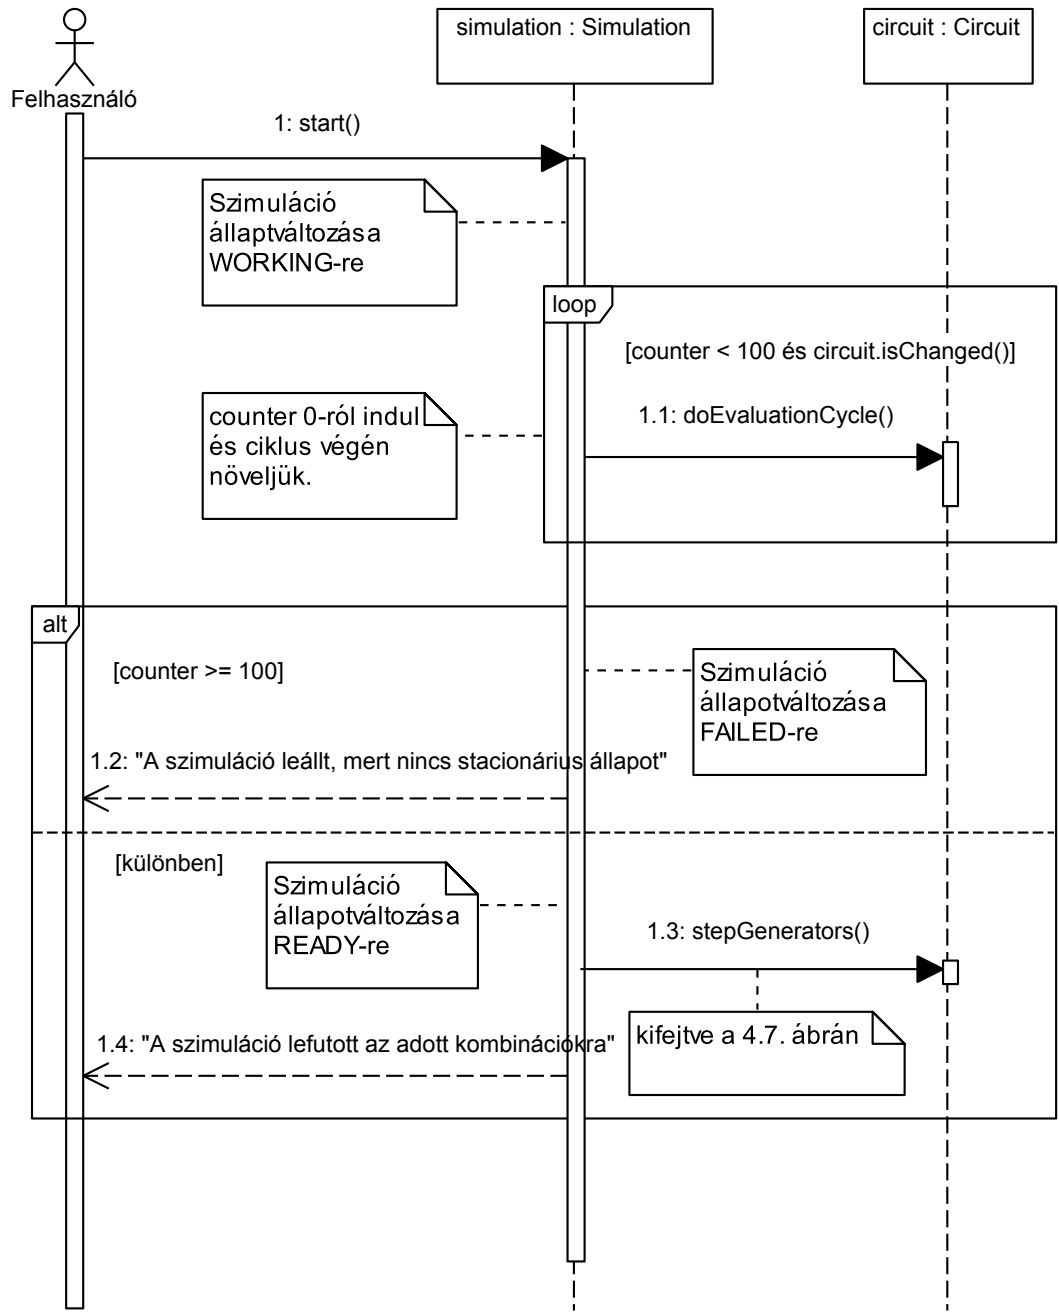 simulation : Simulation
circuit : Circuit
Felhasználó
1: start()
Szimuláció
állaptváltozása
WORKING-re
loop
[counter < 100 és circuit.isChanged()]
counter 0-ról indul
és ciklus végén
növeljük.
1.1: doEvaluationCycle()
alt
[counter >= 100]
Szimuláció
állapotváltozása
FAILED-re
1.2: "A szimuláció leállt, mert nincs stacionárius állapot"
[különben]
Szimuláció
állapotváltozása
READY-re
1.3: stepGenerators()
kifejtve a 4.7. ábrán
1.4: "A szimuláció lefutott az adott kombinációkra"